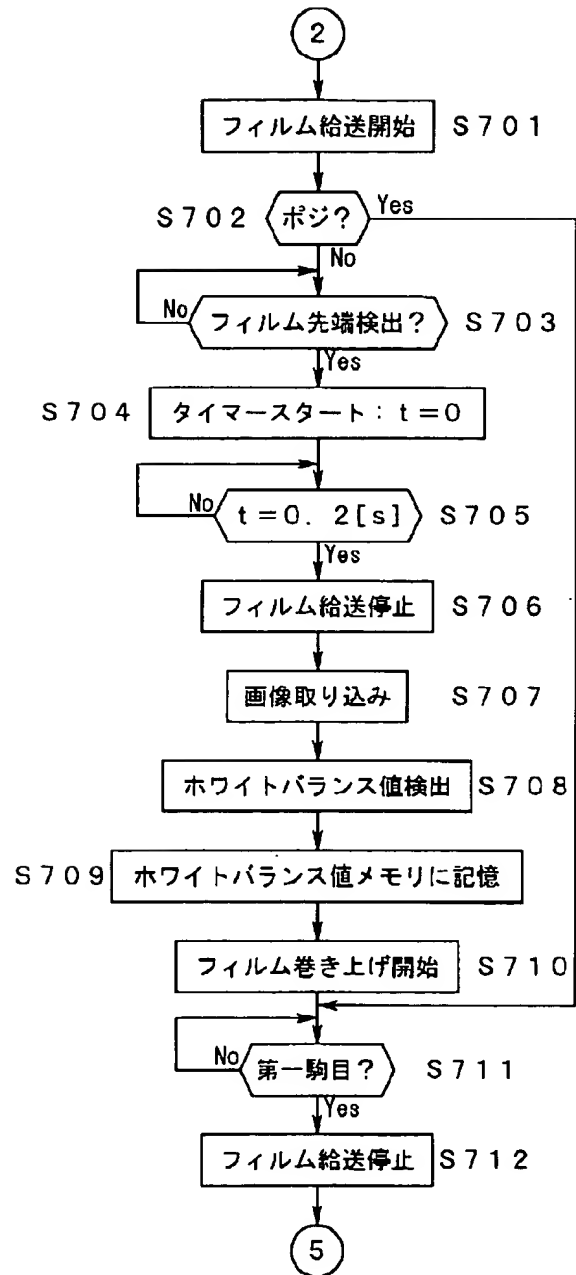 2
フィルム給送開始 S701
S702 ポジ? Yes
No
No フィルム先端検出? S703
Yes
S704 タイマースタート：t=0
No t=0.2[s] S705
Yes
フィルム給送停止 S706
画像取り込み S707
ホワイトバランス値検出 S708
S709 ホワイトバランス値メモリに記憶
フィルム巻き上げ開始 S710
No 第一駒目? S711
Yes
フィルム給送停止 S712
5